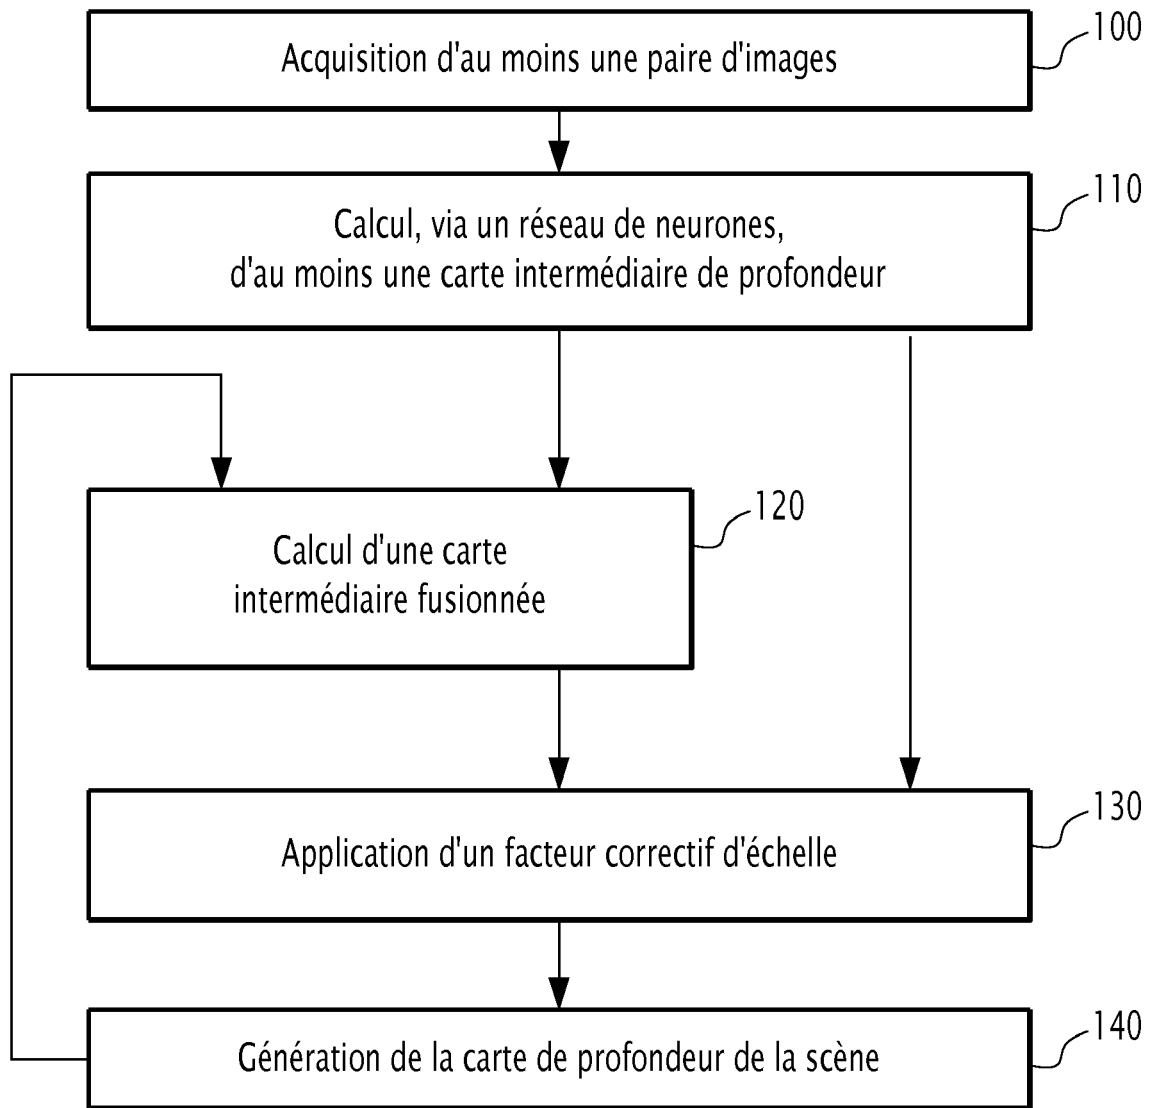 Acquisition d'au moins une paire d'images
100
Calcul, via un réseau de neurones,
d'au moins une carte intermédiaire de profondeur
110
Calcul d'une carte
intermédiaire fusionnée
120
Application d'un facteur correctif d'échelle
130
Génération de la carte de profondeur de la scène
140